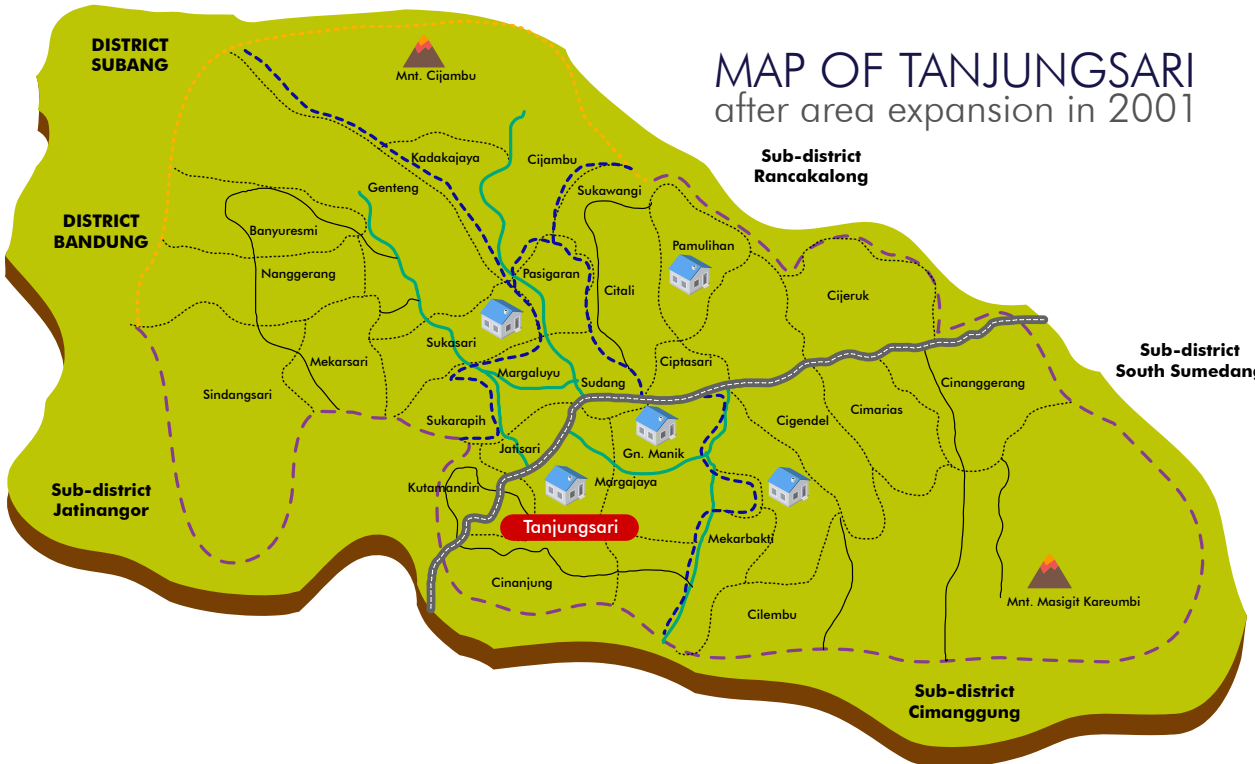 MAP OF TANJUNGSARI
after area expansion in 2001
DISTRICT
SUBANG
Mnt. Cijambu
Sub-district
Rancakalong
Kadakajaya
Cijambu
Genteng
Sukawangi
DISTRICT
BANDUNG
Banyuresmi
Pamulihan
Nanggerang
Pasigaran
Citali
Cijeruk
Sukasari
Mekarsari
Ciptasari
Sub-district
South Sumedang
Margaluyu
Sudang
Cinanggerang
Sindangsari
Sukarapih
Cigendel
Cimarias
Jatisari
Gn. Manik
Kutamandiri
Margajaya
Sub-district
Jatinangor
Tanjungsari
Mekarbakti
Cinanjung
Mnt. Masigit Kareumbi
Cilembu
Sub-district
Cimanggung